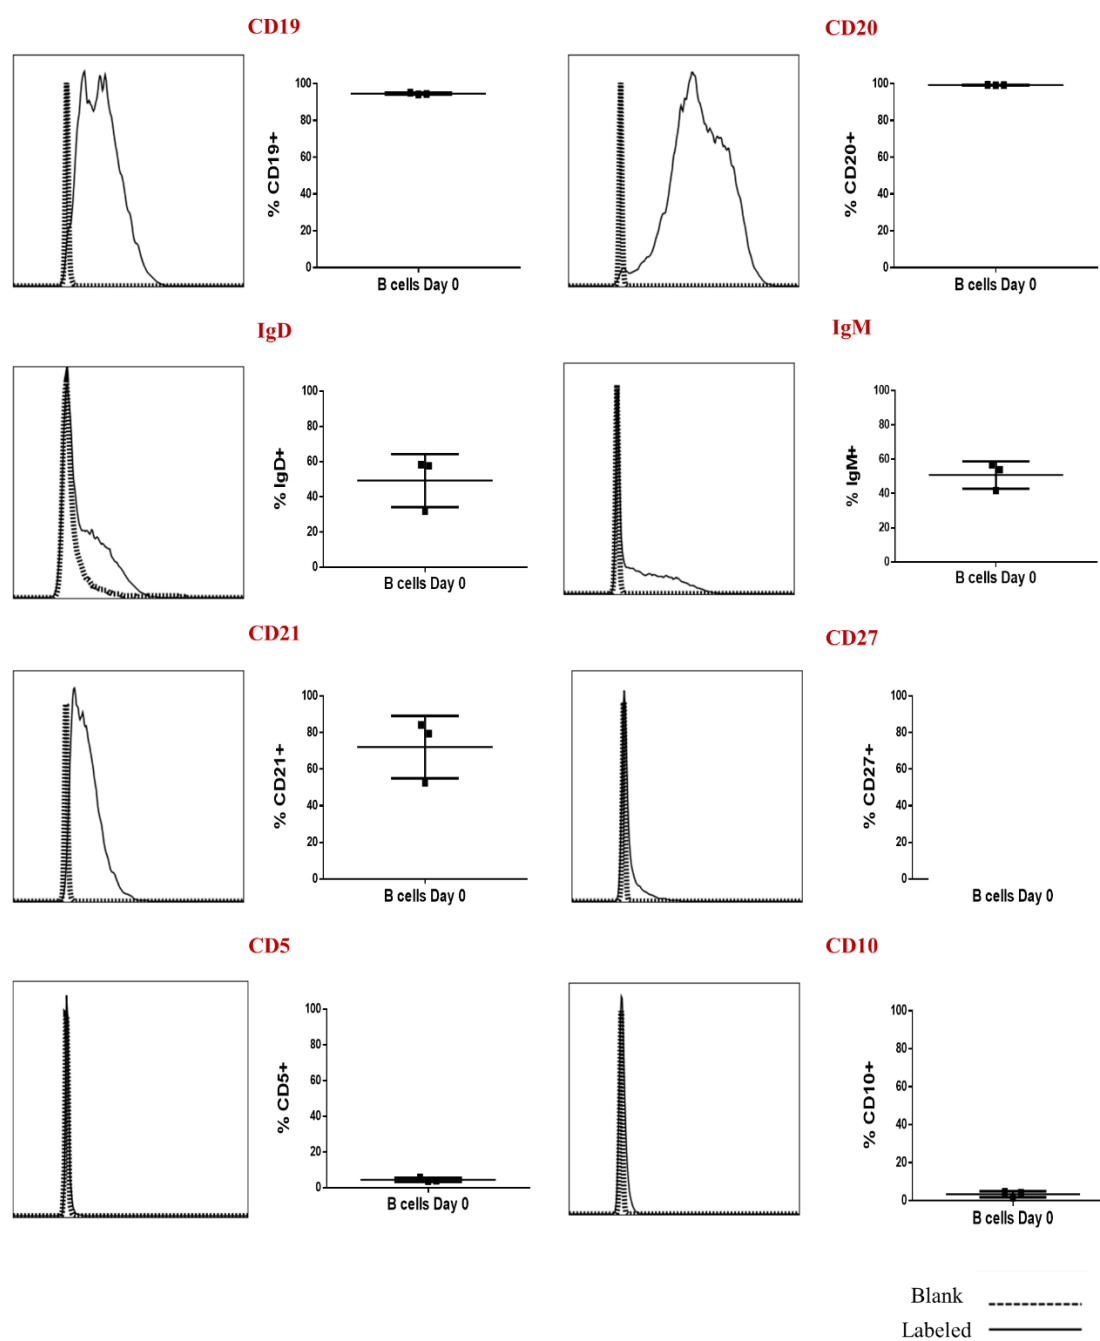 CD19
CD20
100
80
60
40
20
0
% CD19+
B cells Day 0
100
80
60
40
20
0
% CD20+
B cells Day 0
IgD
IgM
100
80
60
40
20
0
% IgD+
B cells Day 0
100
80
60
40
20
0
% IgM+
B cells Day 0
CD21
CD27
100
80
60
40
20
0
% CD21+
B cells Day 0
100
80
60
40
20
0
% CD27+
B cells Day 0
CD5
CD10
100
80
60
40
20
0
% CD5+
B cells Day 0
100
80
60
40
20
0
% CD10+
B cells Day 0
Blank
Labeled